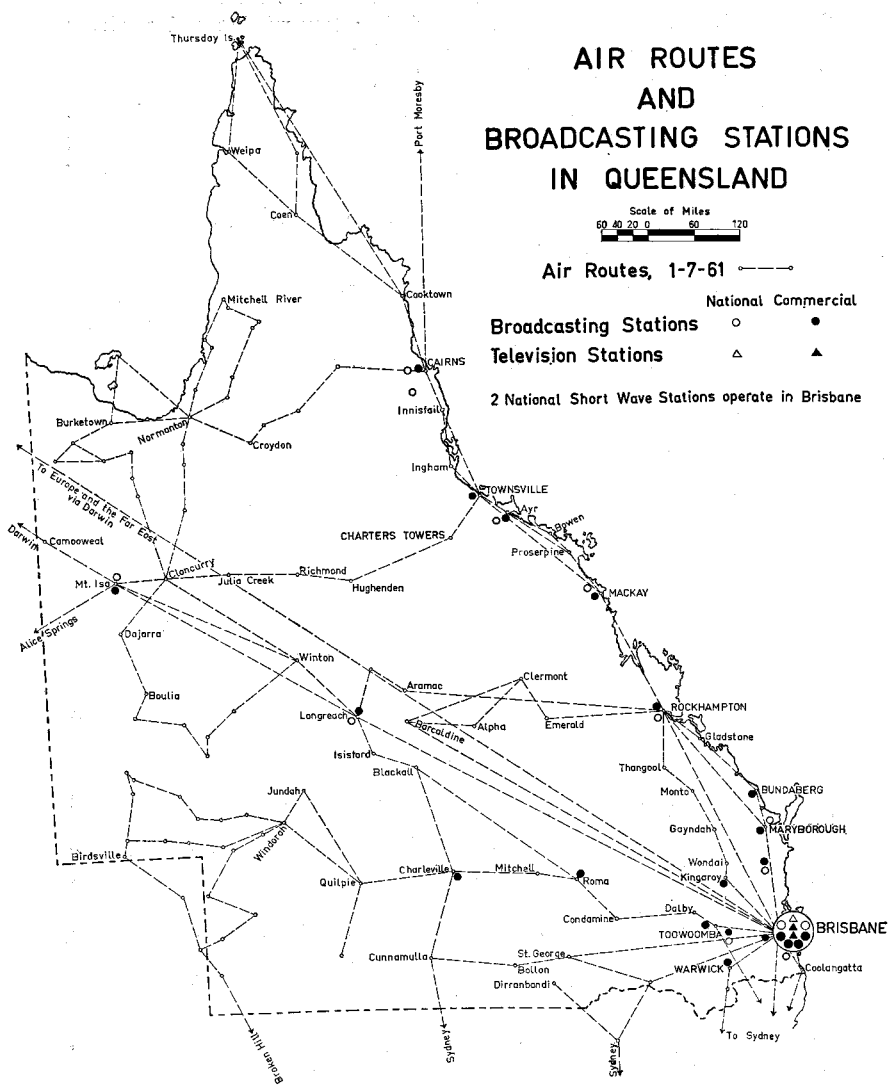 AIR ROUTES
AND
BROADCASTING STATIONS
IN QUEENSLAND
Scale of Miles
60 40 20 0 60 120
Air Routes, 1-7-61
National Commercial
Broadcasting Stations
Television Stations
2 National Short Wave Stations operate in Brisbane
Thursday Is.
Port Moresby
Weipa
Coen
Cooktown
Mitchell River
CAIRNS
Innisfail
Burketown
Normanton
Croydon
Ingham
To Europe and the Far East
via Darwin
TOWNSVILLE
Ayr
Bowen
Darwin
Camooweal
CHARTERS TOWERS
Proserpine
Mt. Isa
Cloncurry
Julia Creek
Richmond
Hughenden
MACKAY
Alice Springs
Dajarra
Winton
Boulia
Aramac
Clermont
Longreach
Barcaldine
Alpha
Emerald
ROCKHAMPTON
Gladstone
Isisford
Blackall
Thangool
Jundah
Monto
BUNDABERG
Windorah
Gayndah
MARYBOROUGH
Birdsville
Quilpie
Charleville
Mitchell
Roma
Wondai
Kingaroy
Condamine
Dalby
BRISBANE
TOOWOOMBA
Cunnamulla
St. George
Bollon
Dirranbandi
WARWICK
Coolangatta
Broken Hill
Sydney
Sydney
To Sydney